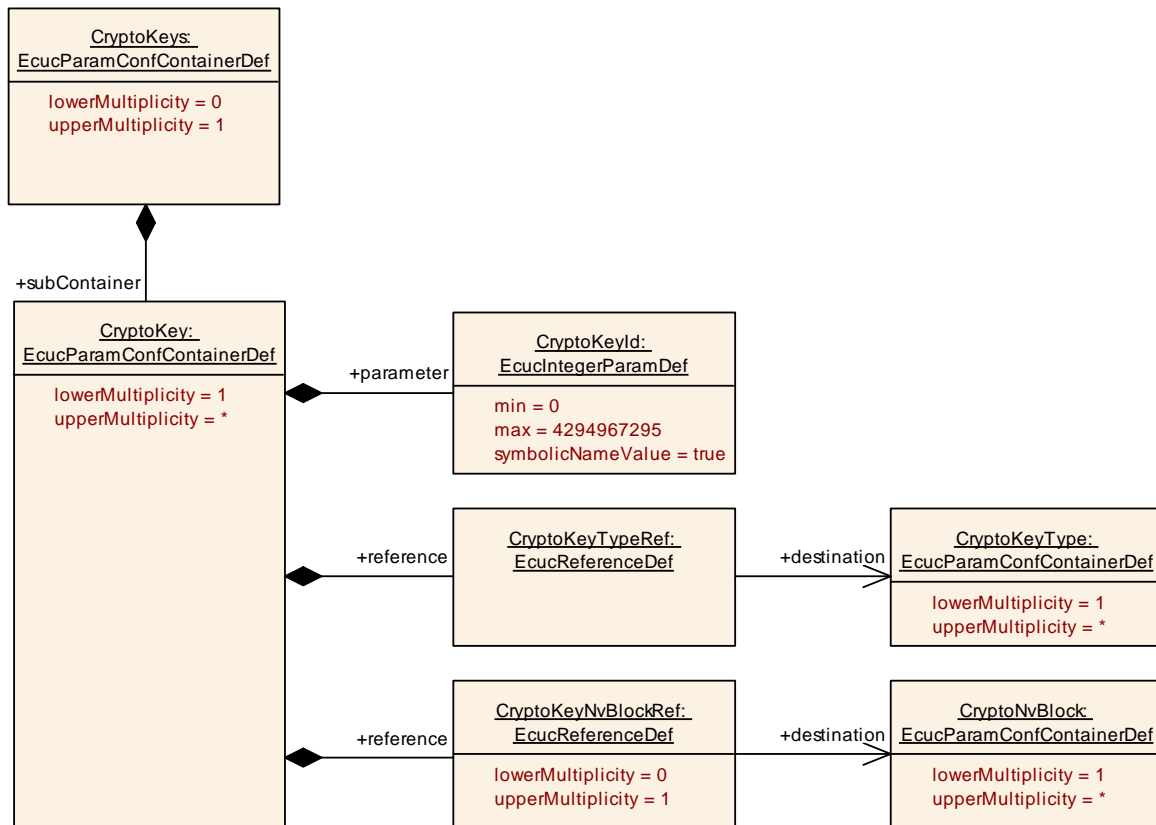 CryptoKeys:
EcucParamConfContainerDef
lowerMultiplicity = 0
upperMultiplicity = 1
+subContainer
CryptoKey:
EcucParamConfContainerDef
lowerMultiplicity = 1
upperMultiplicity = *
+parameter
CryptoKeyId:
EcucIntegerParamDef
min = 0
max = 4294967295
symbolicNameValue = true
+reference
CryptoKeyTypeRef:
EcucReferenceDef
+destination
CryptoKeyType:
EcucParamConfContainerDef
lowerMultiplicity = 1
upperMultiplicity = *
+reference
CryptoKeyNvBlockRef:
EcucReferenceDef
lowerMultiplicity = 0
upperMultiplicity = 1
+destination
CryptoNvBlock:
EcucParamConfContainerDef
lowerMultiplicity = 1
upperMultiplicity = *